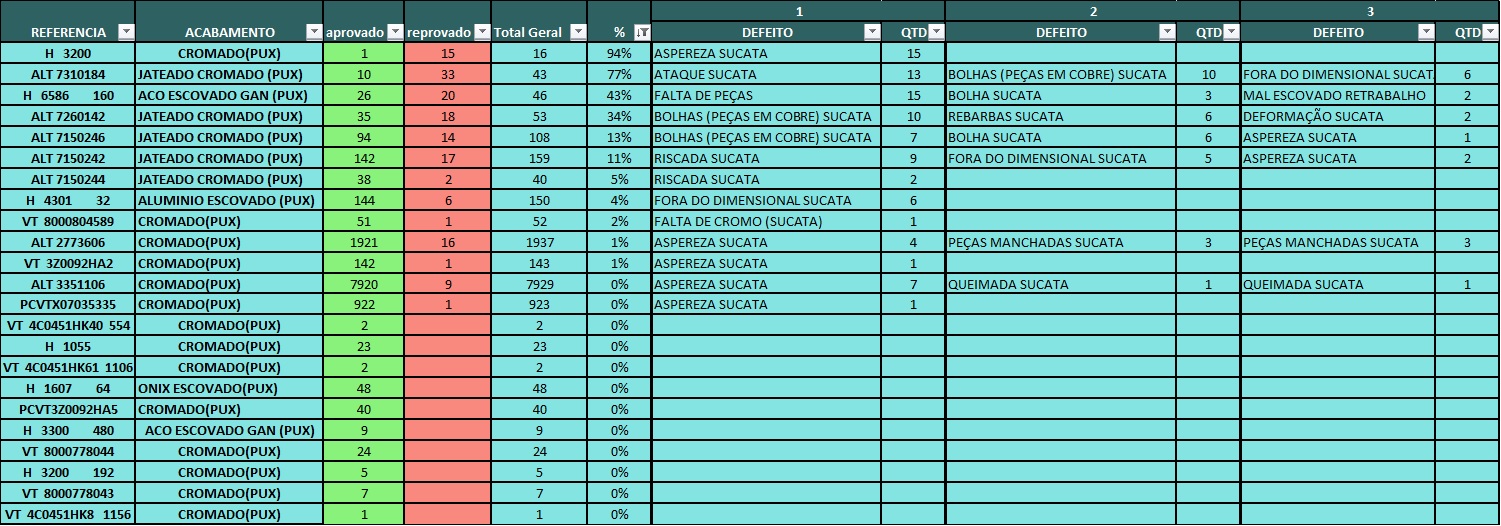 1 2 3
REFERENCIA ACABAMENTO aprovado reprovado Total Geral % DEFEITO QTD DEFEITO QTD DEFEITO QTD
H 3200 CROMADO(PUX) 1 15 16 94% ASPEREZA SUCATA 15
ALT 7310184 JATEADO CROMADO (PUX) 10 33 43 77% ATAQUE SUCATA 13 BOLHAS (PEÇAS EM COBRE) SUCATA 10 FORA DO DIMENSIONAL SUCAT 6
H 6586 160 ACO ESCOVADO GAN (PUX) 26 20 46 43% FALTA DE PEÇAS 15 BOLHA SUCATA 3 MAL ESCOVADO RETRABALHO 2
ALT 7260142 JATEADO CROMADO (PUX) 35 18 53 34% BOLHAS (PEÇAS EM COBRE) SUCATA 10 REBARBAS SUCATA 6 DEFORMAÇÃO SUCATA 2
ALT 7150246 JATEADO CROMADO (PUX) 94 14 108 13% BOLHAS (PEÇAS EM COBRE) SUCATA 7 BOLHA SUCATA 6 ASPEREZA SUCATA 1
ALT 7150242 JATEADO CROMADO (PUX) 142 17 159 11% RISCADA SUCATA 9 FORA DO DIMENSIONAL SUCATA 5 ASPEREZA SUCATA 2
ALT 7150244 JATEADO CROMADO (PUX) 38 2 40 5% RISCADA SUCATA 2
H 4301 32 ALUMINIO ESCOVADO (PUX) 144 6 150 4% FORA DO DIMENSIONAL SUCATA 6
VT 8000804589 CROMADO(PUX) 51 1 52 2% FALTA DE CROMO (SUCATA) 1
ALT 2773606 CROMADO(PUX) 1921 16 1937 1% ASPEREZA SUCATA 4 PEÇAS MANCHADAS SUCATA 3 PEÇAS MANCHADAS SUCATA 3
VT 3Z0092HA2 CROMADO(PUX) 142 1 143 1% ASPEREZA SUCATA 1
ALT 3351106 CROMADO(PUX) 7920 9 7929 0% ASPEREZA SUCATA 7 QUEIMADA SUCATA 1 QUEIMADA SUCATA 1
PCVTX07035335 CROMADO(PUX) 922 1 923 0% ASPEREZA SUCATA 1
VT 4C0451HK40 554 CROMADO(PUX) 2 2 0%
H 1055 CROMADO(PUX) 23 23 0%
VT 4C0451HK61 1106 CROMADO(PUX) 2 2 0%
H 1607 64 ONIX ESCOVADO(PUX) 48 48 0%
PCVT3Z0092HA5 CROMADO(PUX) 40 40 0%
H 3300 480 ACO ESCOVADO GAN (PUX) 9 9 0%
VT 8000778044 CROMADO(PUX) 24 24 0%
H 3200 192 CROMADO(PUX) 5 5 0%
VT 8000778043 CROMADO(PUX) 7 7 0%
VT 4C0451HK8 1156 CROMADO(PUX) 1 1 0%